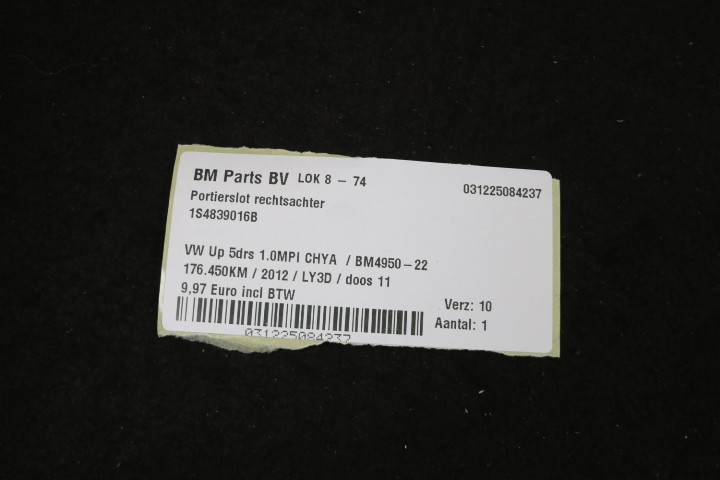 BM Parts BV LOK 8 – 74 031225084237
Portierslot rechtsachter
1S4839016B
VW Up 5drs 1.0MPI CHYA / BM4950–22
176.450KM / 2012 / LY3D / doos 11
9,97 Euro incl BTW Verz: 10
Aantal: 1
031225084237